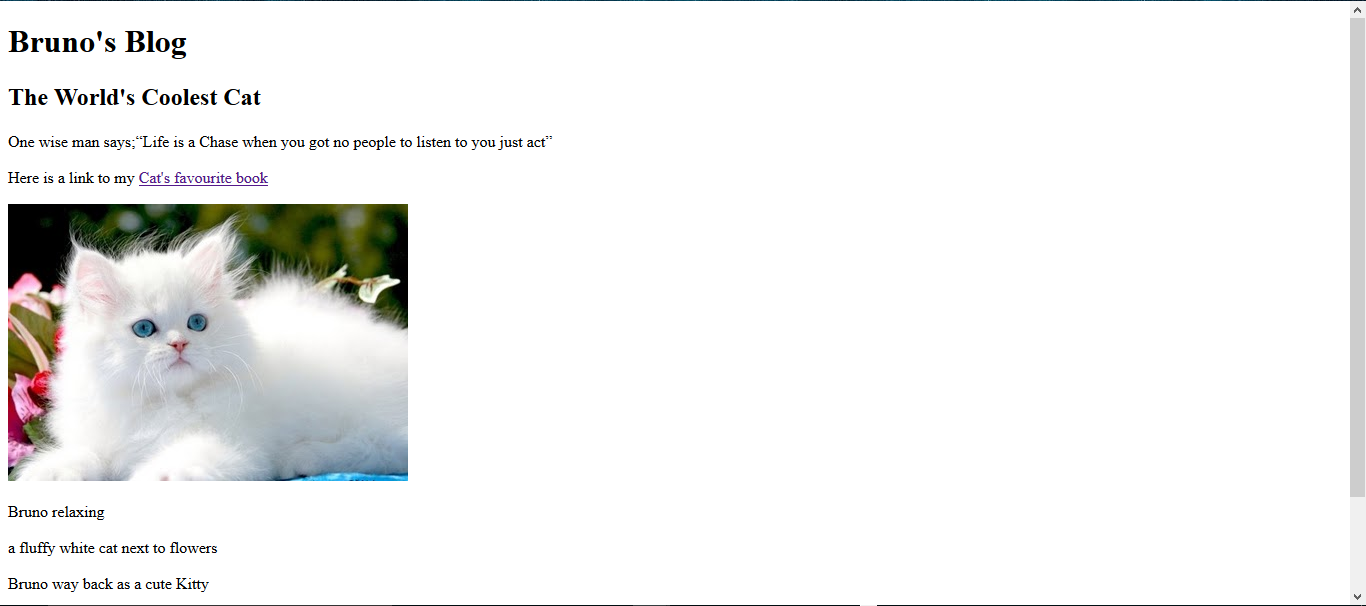 Bruno's Blog
The World's Coolest Cat
One wise man says;“Life is a Chase when you got no people to listen to you just act”
Here is a link to my Cat's favourite book
Bruno relaxing
a fluffy white cat next to flowers
Bruno way back as a cute Kitty